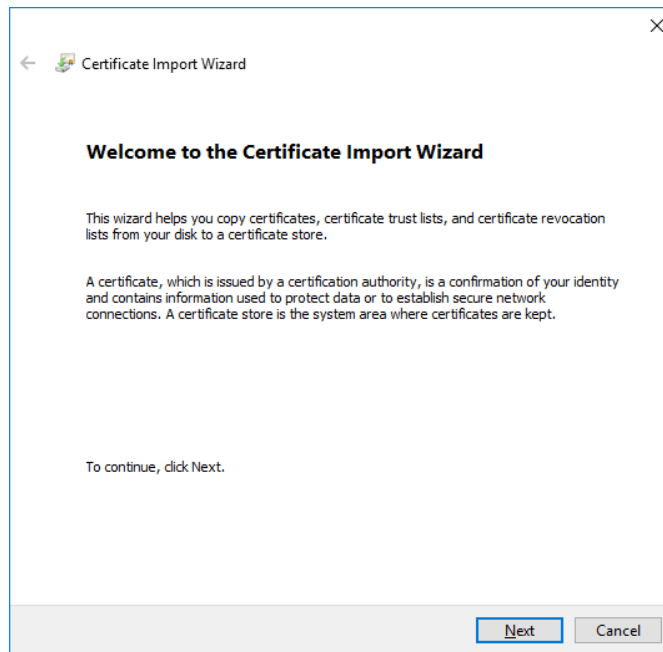 Certificate Import Wizard
Welcome to the Certificate Import Wizard
This wizard helps you copy certificates, certificate trust lists, and certificate revocation
lists from your disk to a certificate store.
A certificate, which is issued by a certification authority, is a confirmation of your identity
and contains information used to protect data or to establish secure network
connections. A certificate store is the system area where certificates are kept.
To continue, click Next.
Next Cancel